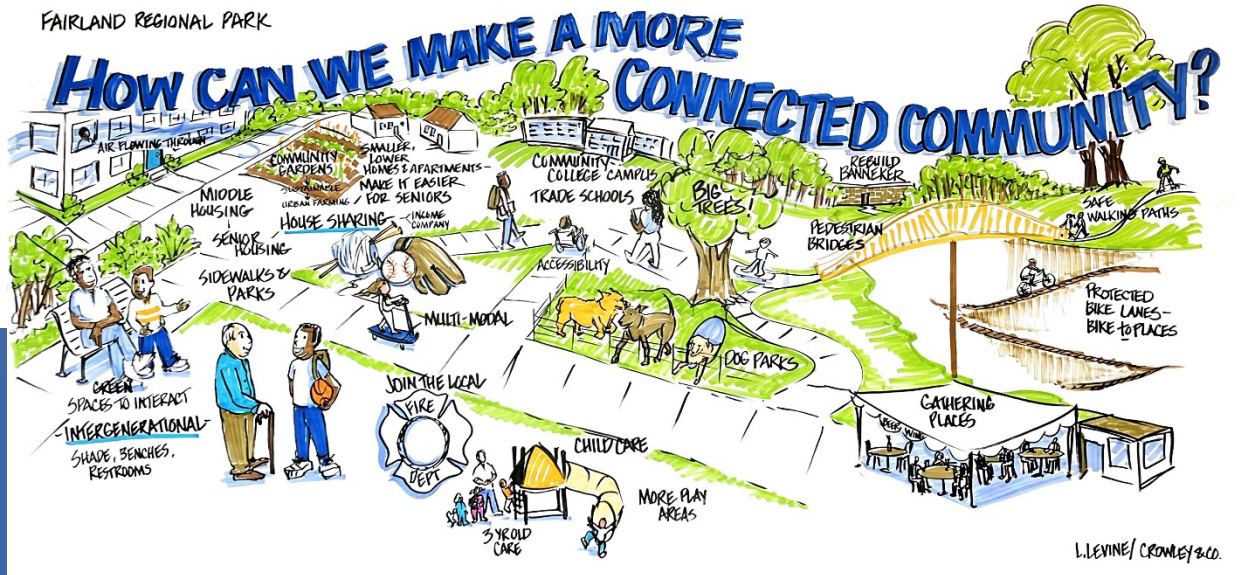 FAIRLAND REGIONAL PARK
HOW CAN WE MAKE A MORE
CONNECTED COMMUNITY?
AIR FLOWING THROUGH
COMMUNITY
GARDENS
SUSTAINABLE
URBAN FARMING
SMALLER,
LOWER
HOMES & APARTMENTS-
MAKE IT EASIER
FOR SENIORS
MIDDLE
HOUSING
SENIOR
HOUSING
HOUSE SHARING
INCOME
COMPANY
COMMUNITY
COLLEGE CAMPUS
TRADE SCHOOLS
BIG
TREES
REBUILD
BANNEKER
PEDESTRIAN
BRIDGES
SAFE
WALKING PATHS
SIDEWALKS &
PARKS
ACCESSIBILITY
MULTI-MODAL
PROTECTED
BIKE LANES-
BIKE TO PLACES
DOG PARKS
GREEN
SPACES TO INTERACT
-INTERGENERATIONAL-
SHADE, BENCHES,
RESTROOMS
JOIN THE LOCAL
FIRE
DEPT
CHILD CARE
3 YR OLD
CARE
MORE PLAY
AREAS
GATHERING
PLACES
L.LEVINE/ CROWLEY & CO.